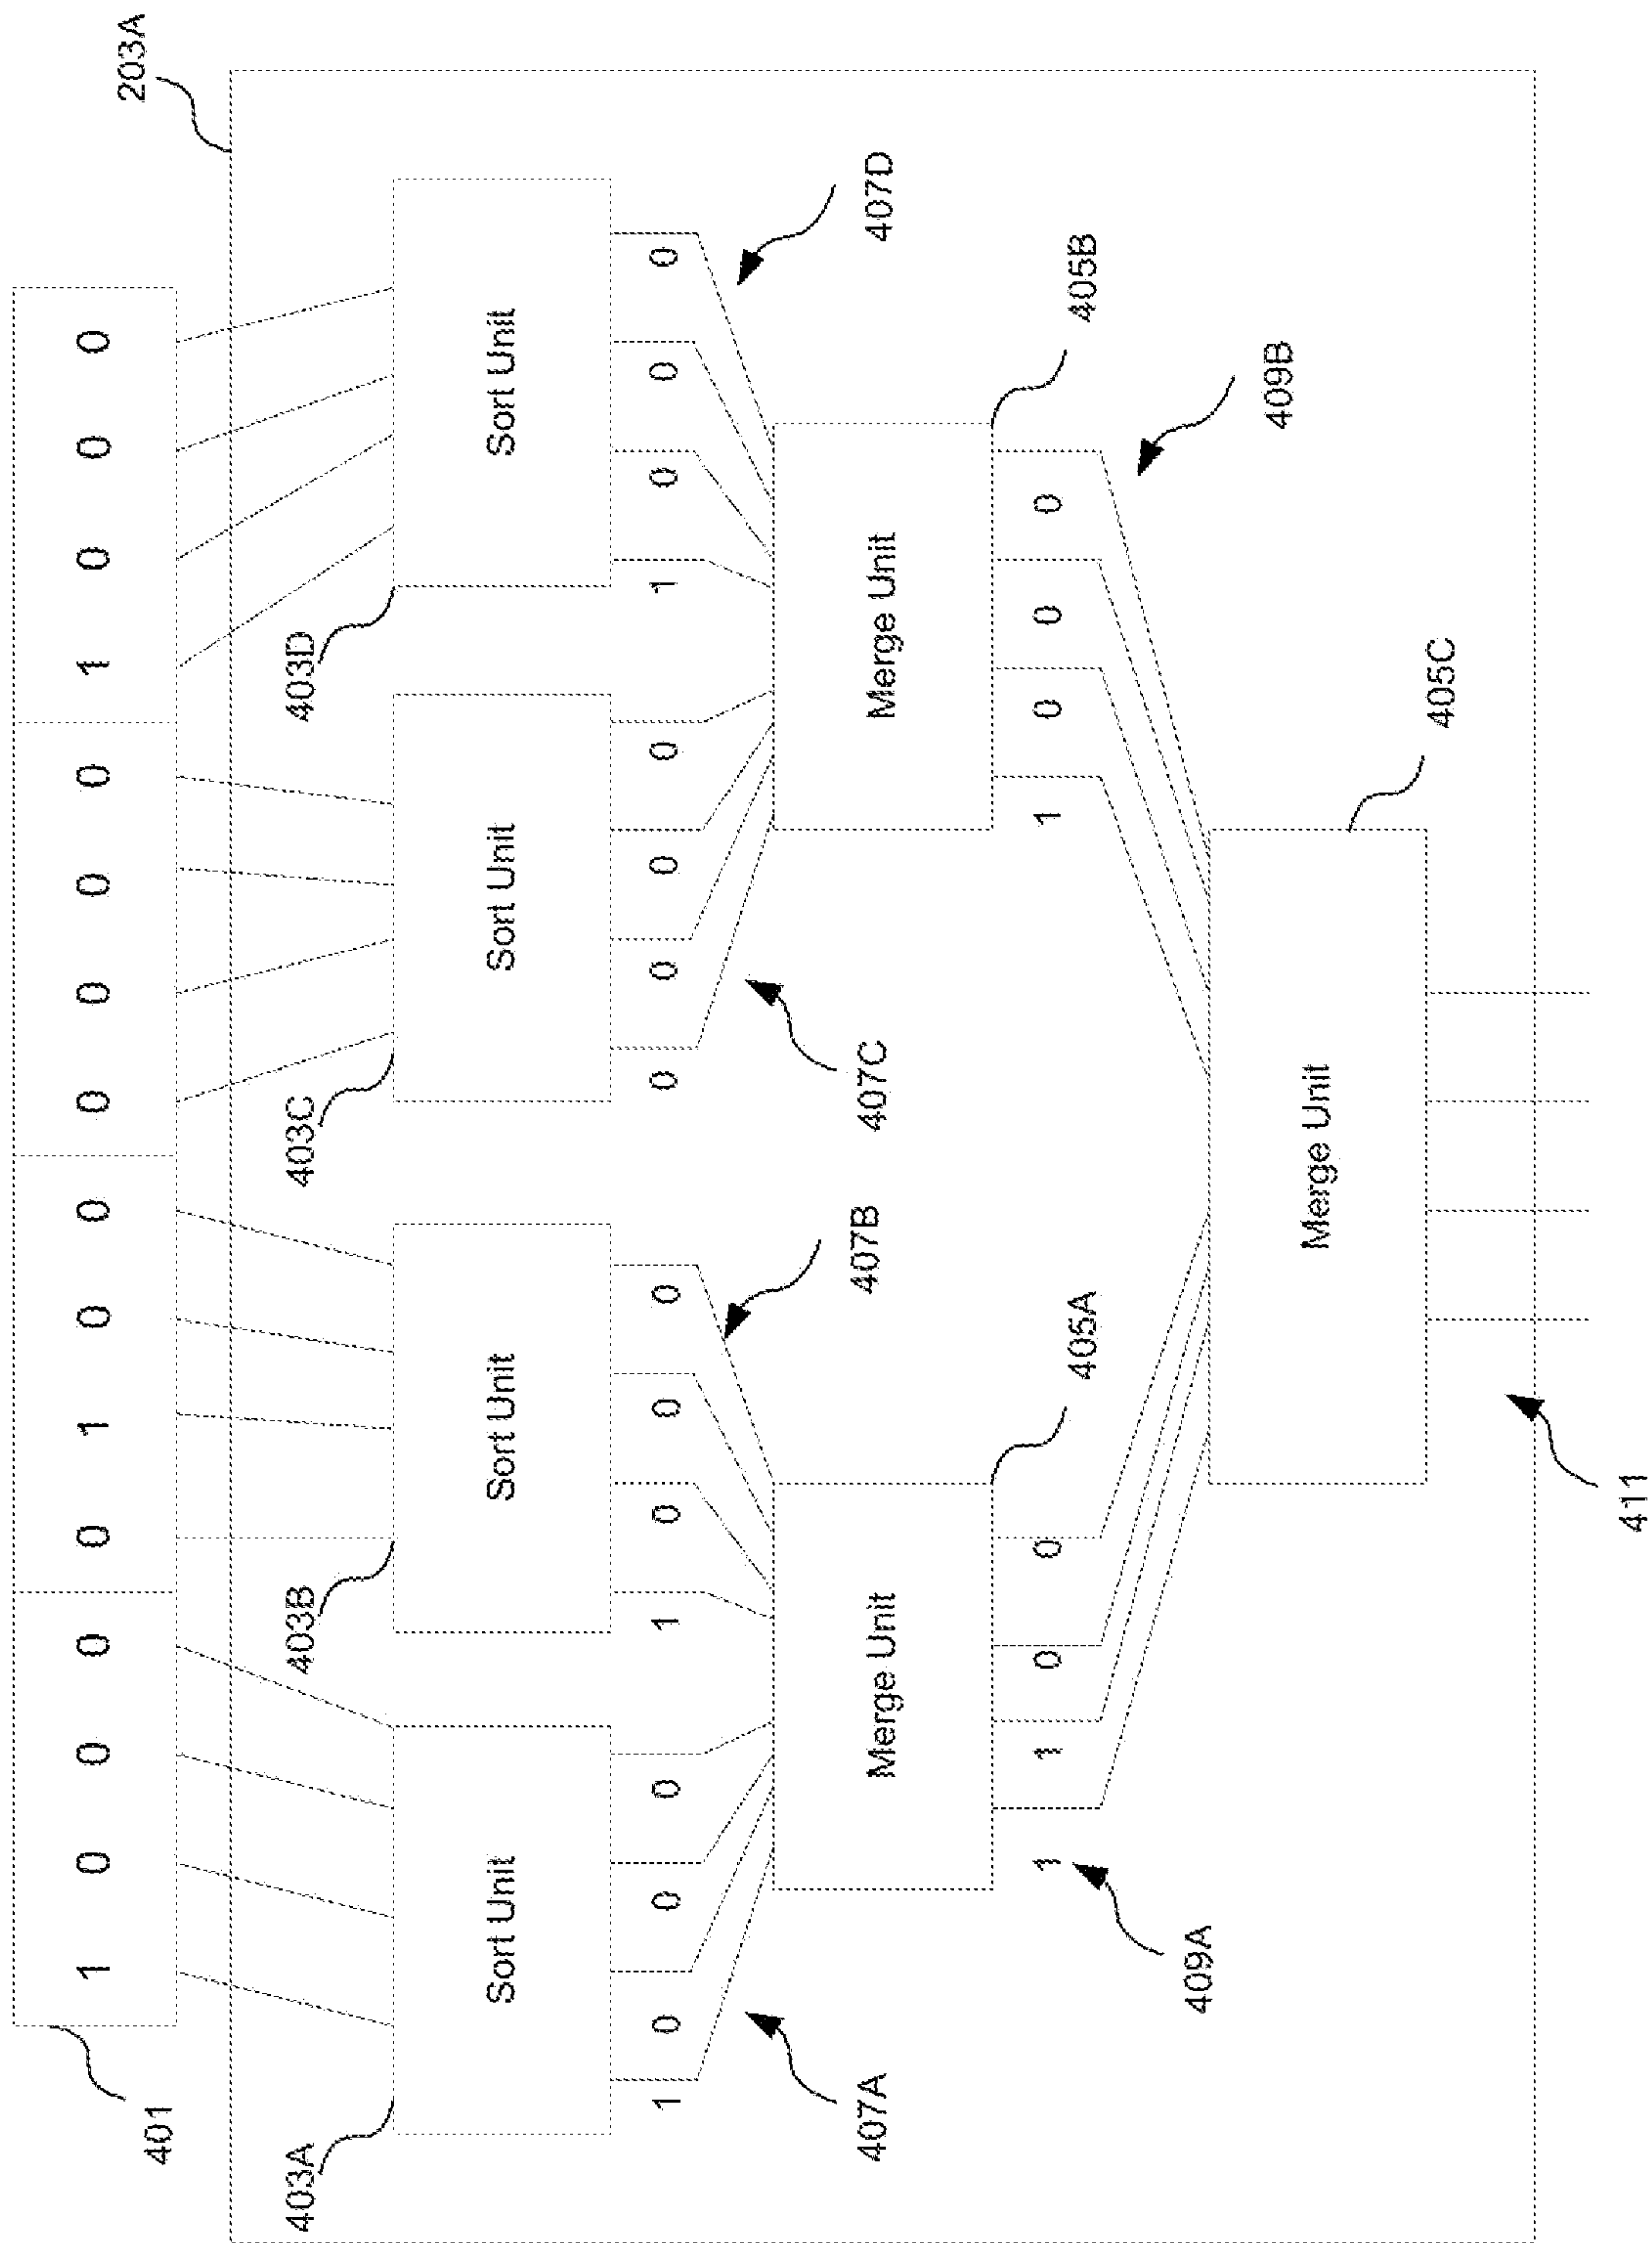 203A
1 0 0 0 0 1 0 0 0 0 0 0 1 0 0 0
401
403A 403B 403C 403D
Sort Unit Sort Unit Sort Unit Sort Unit
1 0 0 0 1 0 0 0 0 0 0 0 1 0 0 0
407A 407B 407C 407D
Merge Unit Merge Unit
1 1 0 0 1 0 0 0
405A 405B
409A 409B
Merge Unit
405C
411